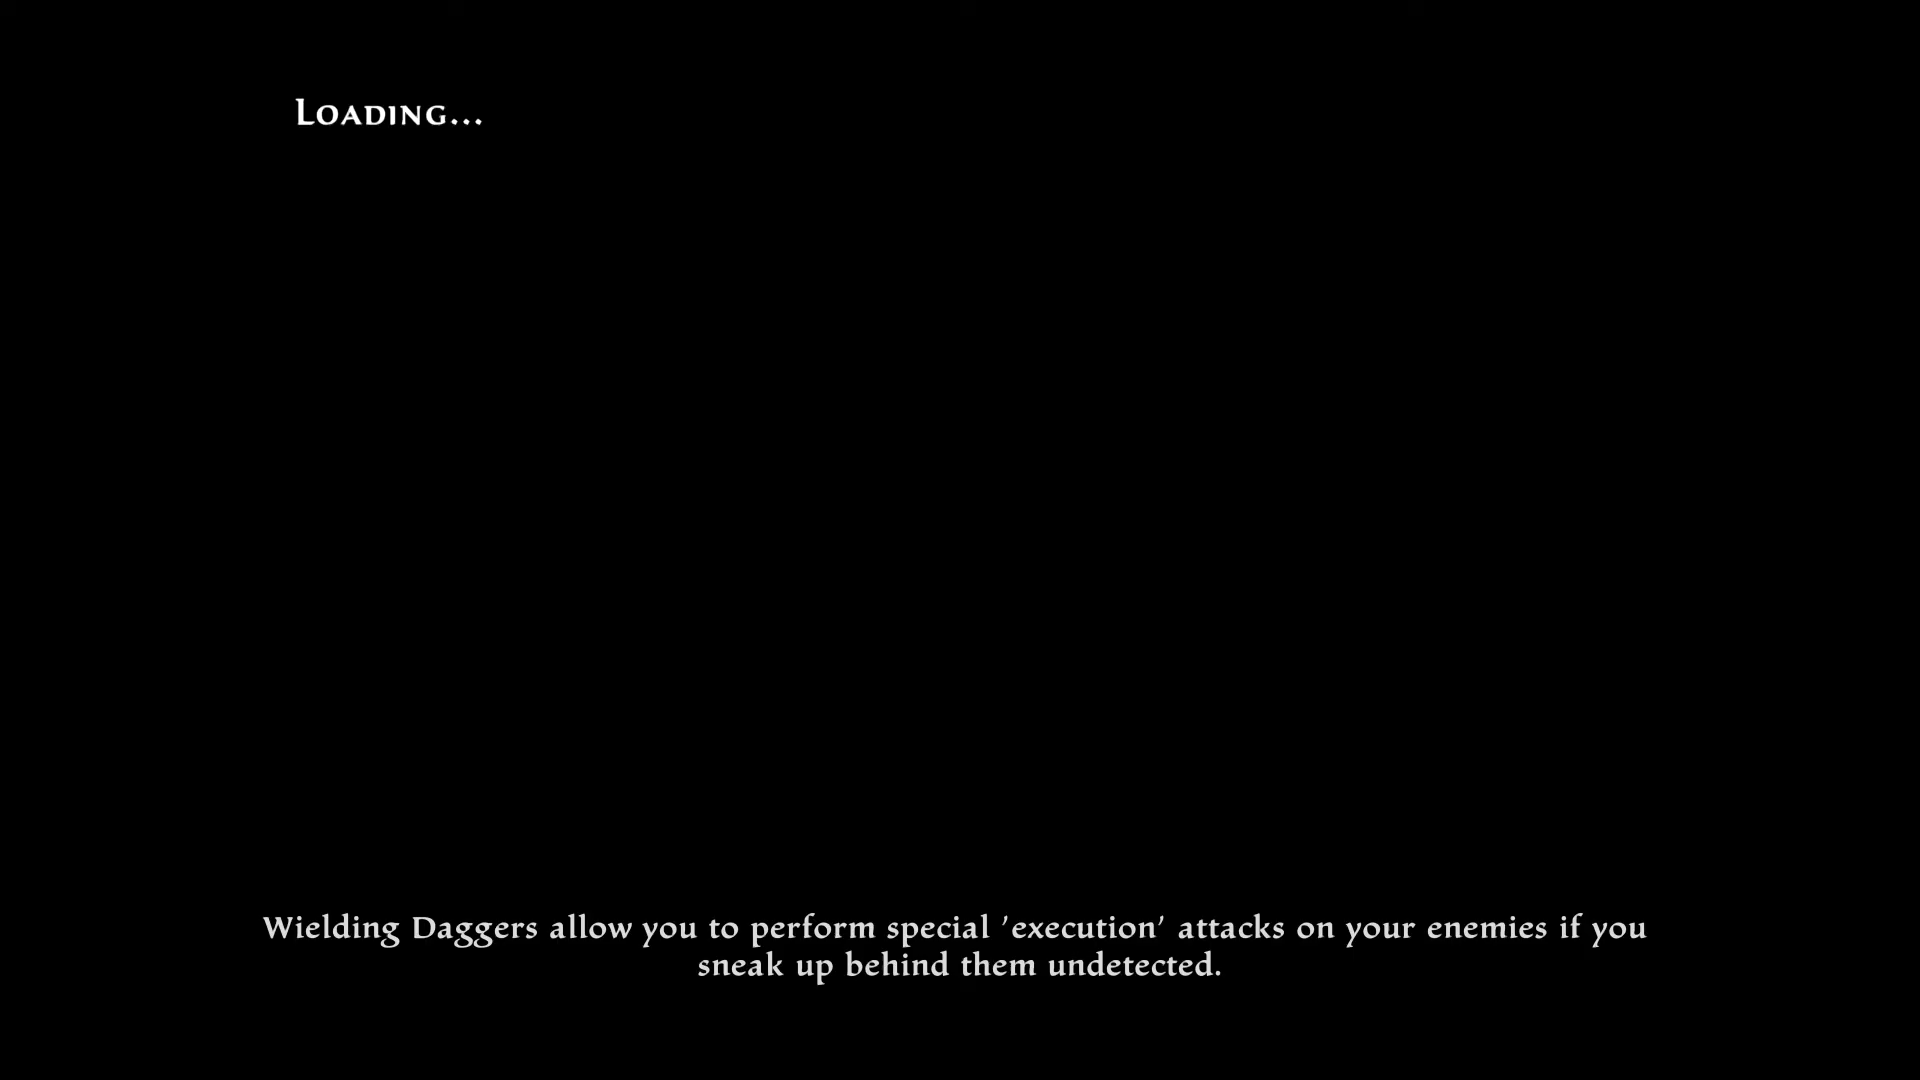 Loading...
Wielding Daggers allow you to perform special 'execution' attacks on your enemies if you
sneak up behind them undetected.